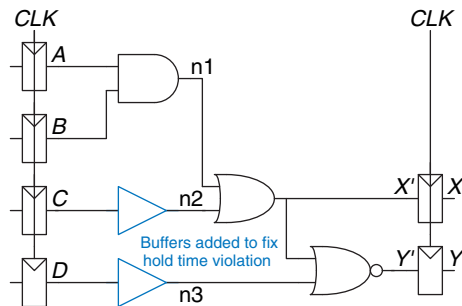 CLK
CLK
A
n1
B
C
n2
X'
X
Buffers added to fix
hold time violation
D
n3
Y'
Y